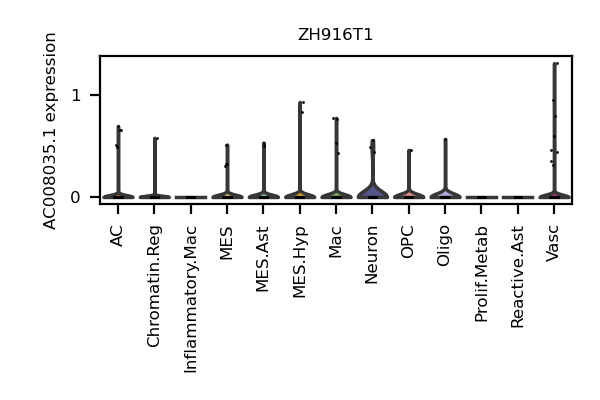 ZH916T1
AC008035.1 expression
1
0
AC
Chromatin.Reg
Inflammatory.Mac
MES
MES.Ast
MES.Hyp
Mac
Neuron
OPC
Oligo
Prolif.Metab
Reactive.Ast
Vasc